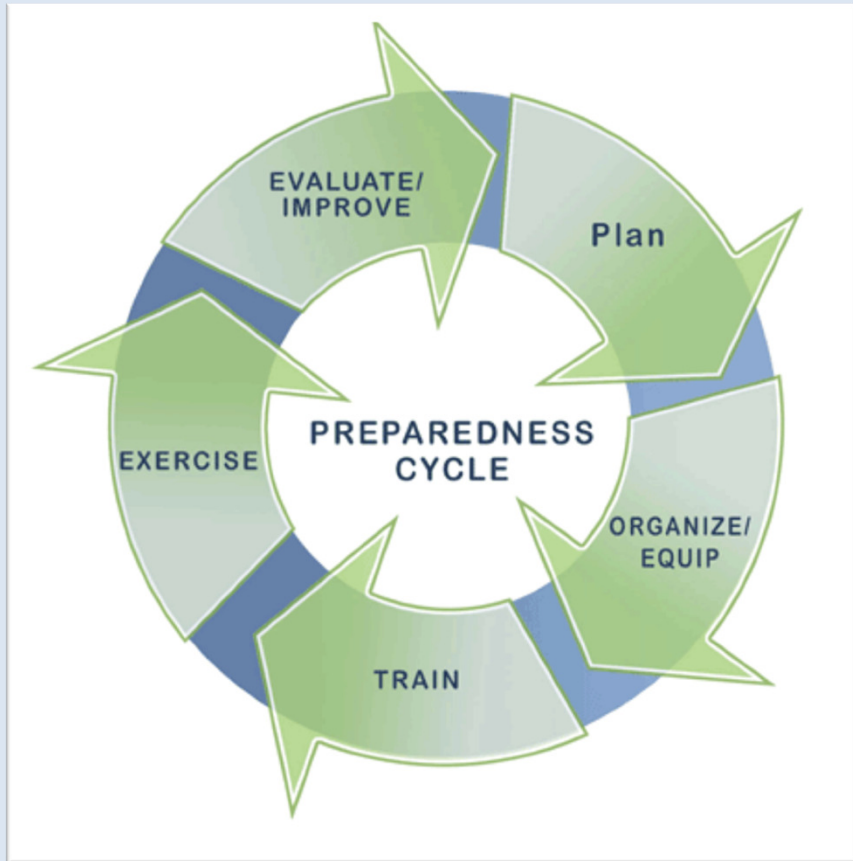 EVALUATE/
IMPROVE
Plan
PREPAREDNESS
CYCLE
EXERCISE
ORGANIZE/
EQUIP
TRAIN